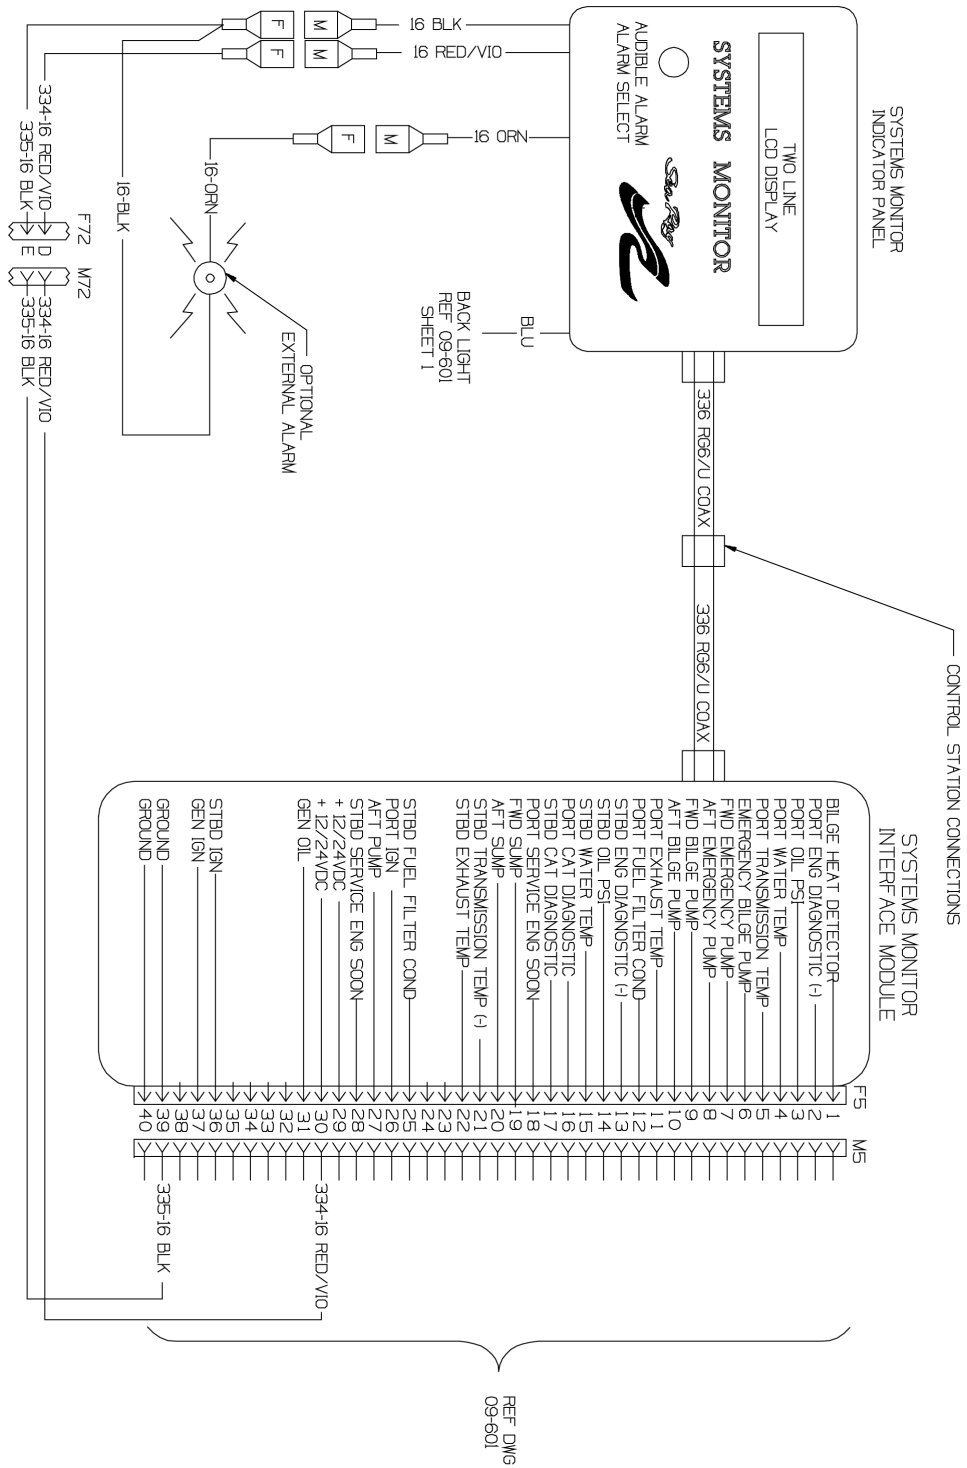 SYSTEMS MONITOR
INDICATOR PANEL
TWO LINE
LCD DISPLAY
SYSTEMS MONITOR
AUDIBLE ALARM
ALARM SELECT
Sea Ray
16 BLK
16 RED/VIO
16 ORN
M
F
M
F
M
F
16-ORN
16-BLK
OPTIONAL
EXTERNAL ALARM
BLU
BACK LIGHT
REF 09-601
SHEET 1
334-16 RED/VIO
335-16 BLK
F72
D
E
M72
334-16 RED/VIO
335-16 BLK
336 RG6/U COAX
336 RG6/U COAX
CONTROL STATION CONNECTIONS
SYSTEMS MONITOR
INTERFACE MODULE
F5
M5
BILGE HEAT DETECTOR 1
PORT ENG DIAGNOSTIC (-) 2
PORT OIL PSI 3
PORT WATER TEMP 4
PORT TRANSMISSION TEMP 5
EMERGENCY BILGE PUMP 6
FWD EMERGENCY PUMP 7
AFT EMERGENCY PUMP 8
FWD BILGE PUMP 9
AFT BILGE PUMP 10
PORT EXHAUST TEMP 11
PORT FUEL FILTER COND 12
STBD ENG DIAGNOSTIC (-) 13
STBD OIL PSI 14
STBD WATER TEMP 15
PORT CAT DIAGNOSTIC 16
STBD CAT DIAGNOSTIC 17
PORT SERVICE ENG SOON 18
FWD SUMP 19
AFT SUMP 20
STBD TRANSMISSION TEMP (-) 21
STBD EXHAUST TEMP 22
23
24
STBD FUEL FILTER COND 25
PORT IGN 26
AFT PUMP 27
STBD SERVICE ENG SOON 28
+ 12/24VDC 29
+ 12/24VDC 30
GEN OIL 31
32
33
34
35
STBD IGN 36
GEN IGN 37
38
GROUND 39
GROUND 40
334-16 RED/VIO
335-16 BLK
REF DWG
09-601